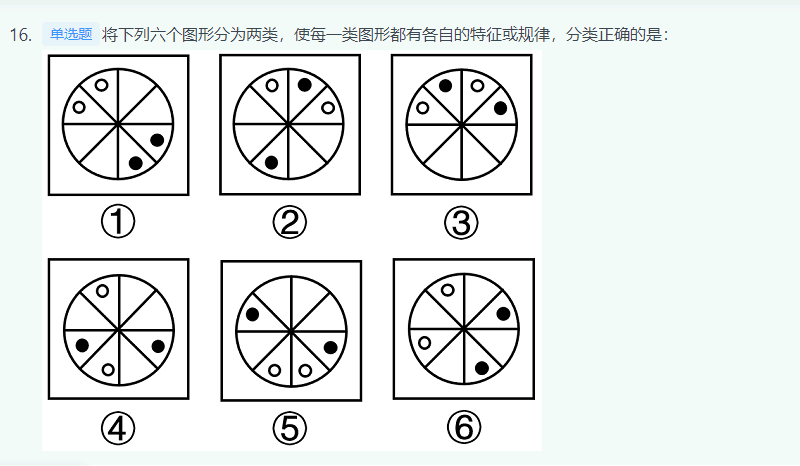 16. 单选题 将下列六个图形分为两类，使每一类图形都有各自的特征或规律，分类正确的是：
① ② ③
④ ⑤ ⑥